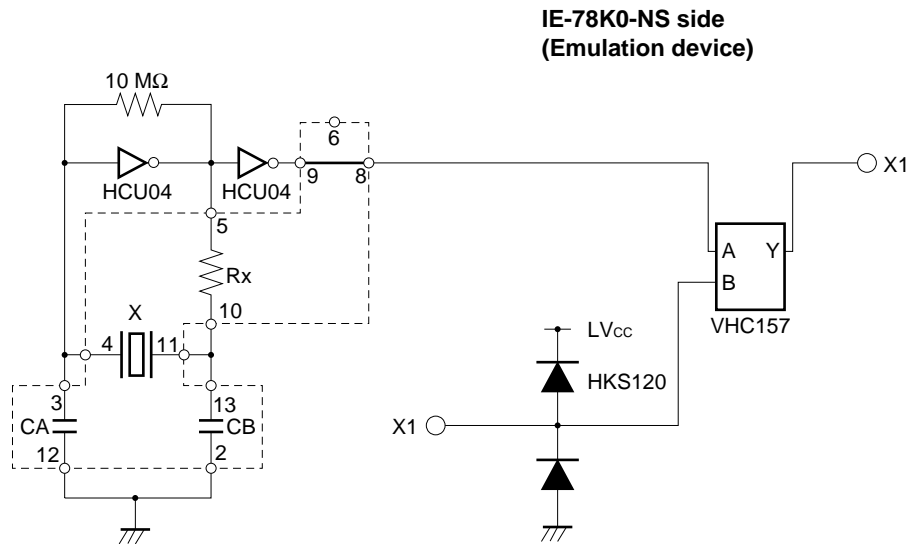 IE-78K0-NS side
(Emulation device)
10 MΩ
6
HCU04
HCU04
9
8
X1
5
A
Y
B
Rx
VHC157
10
X
LVcc
4
11
HKS120
3
13
CA
CB
X1
12
2